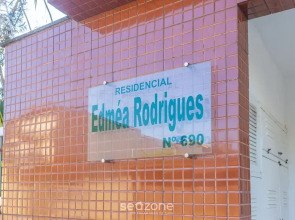 RESIDENCIAL
Edméa Rodrigues
Nº 690
seazone